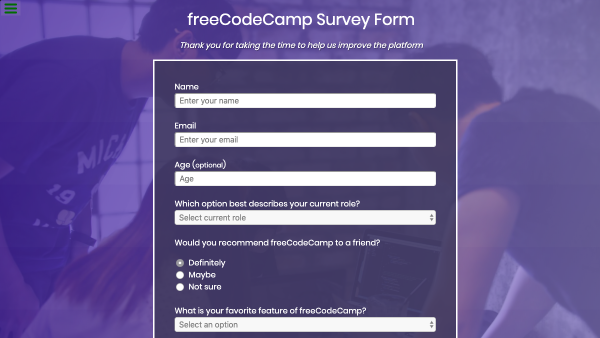 freeCodeCamp Survey Form
Thank you for taking the time to help us improve the platform
Name
Enter your name
Email
Enter your email
Age (optional)
Age
Which option best describes your current role?
Select current role
Would you recommend freeCodeCamp to a friend?
Definitely
Maybe
Not sure
What is your favorite feature of freeCodeCamp?
Select an option
19